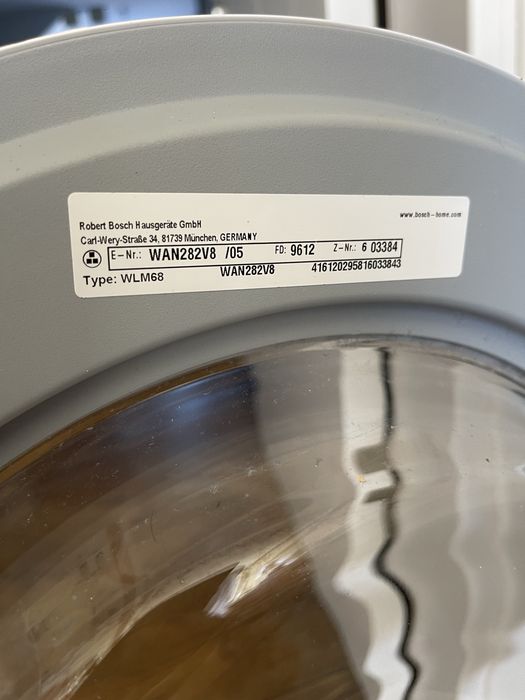 Robert Bosch Hausgeräte GmbH
www.bosch-home.com
Carl-Wery-Straße 34, 81739 München, GERMANY
E-Nr.: WAN282V8 /05 FD: 9612 Z-Nr.: 6 03384
Type: WLM68 WAN282V8 416120295816033843